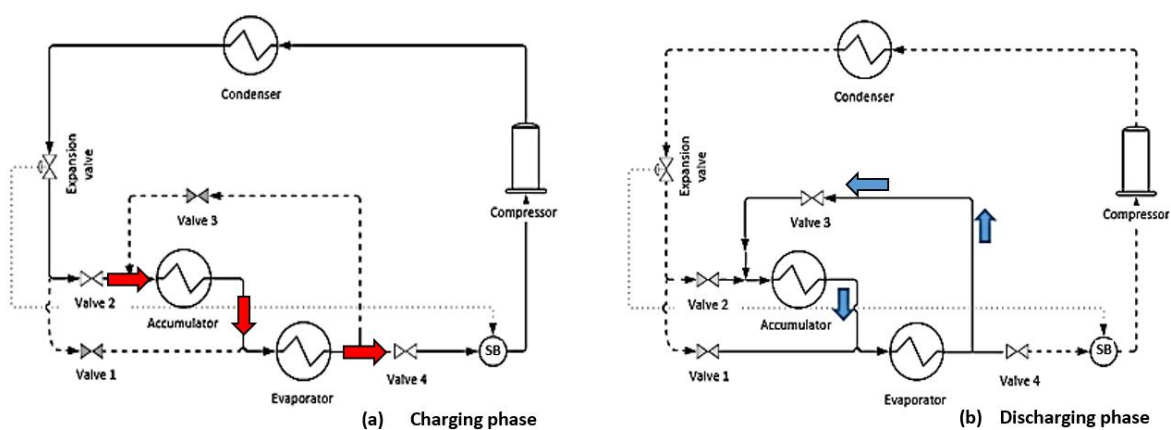 Condenser
Expansion
valve
Valve 3
Compressor
Valve 2
Accumulator
SB
Valve 1
Valve 4
Evaporator
(a) Charging phase
Condenser
Expansion
valve
Valve 3
Compressor
Valve 2
Accumulator
SB
Valve 1
Valve 4
Evaporator
(b) Discharging phase